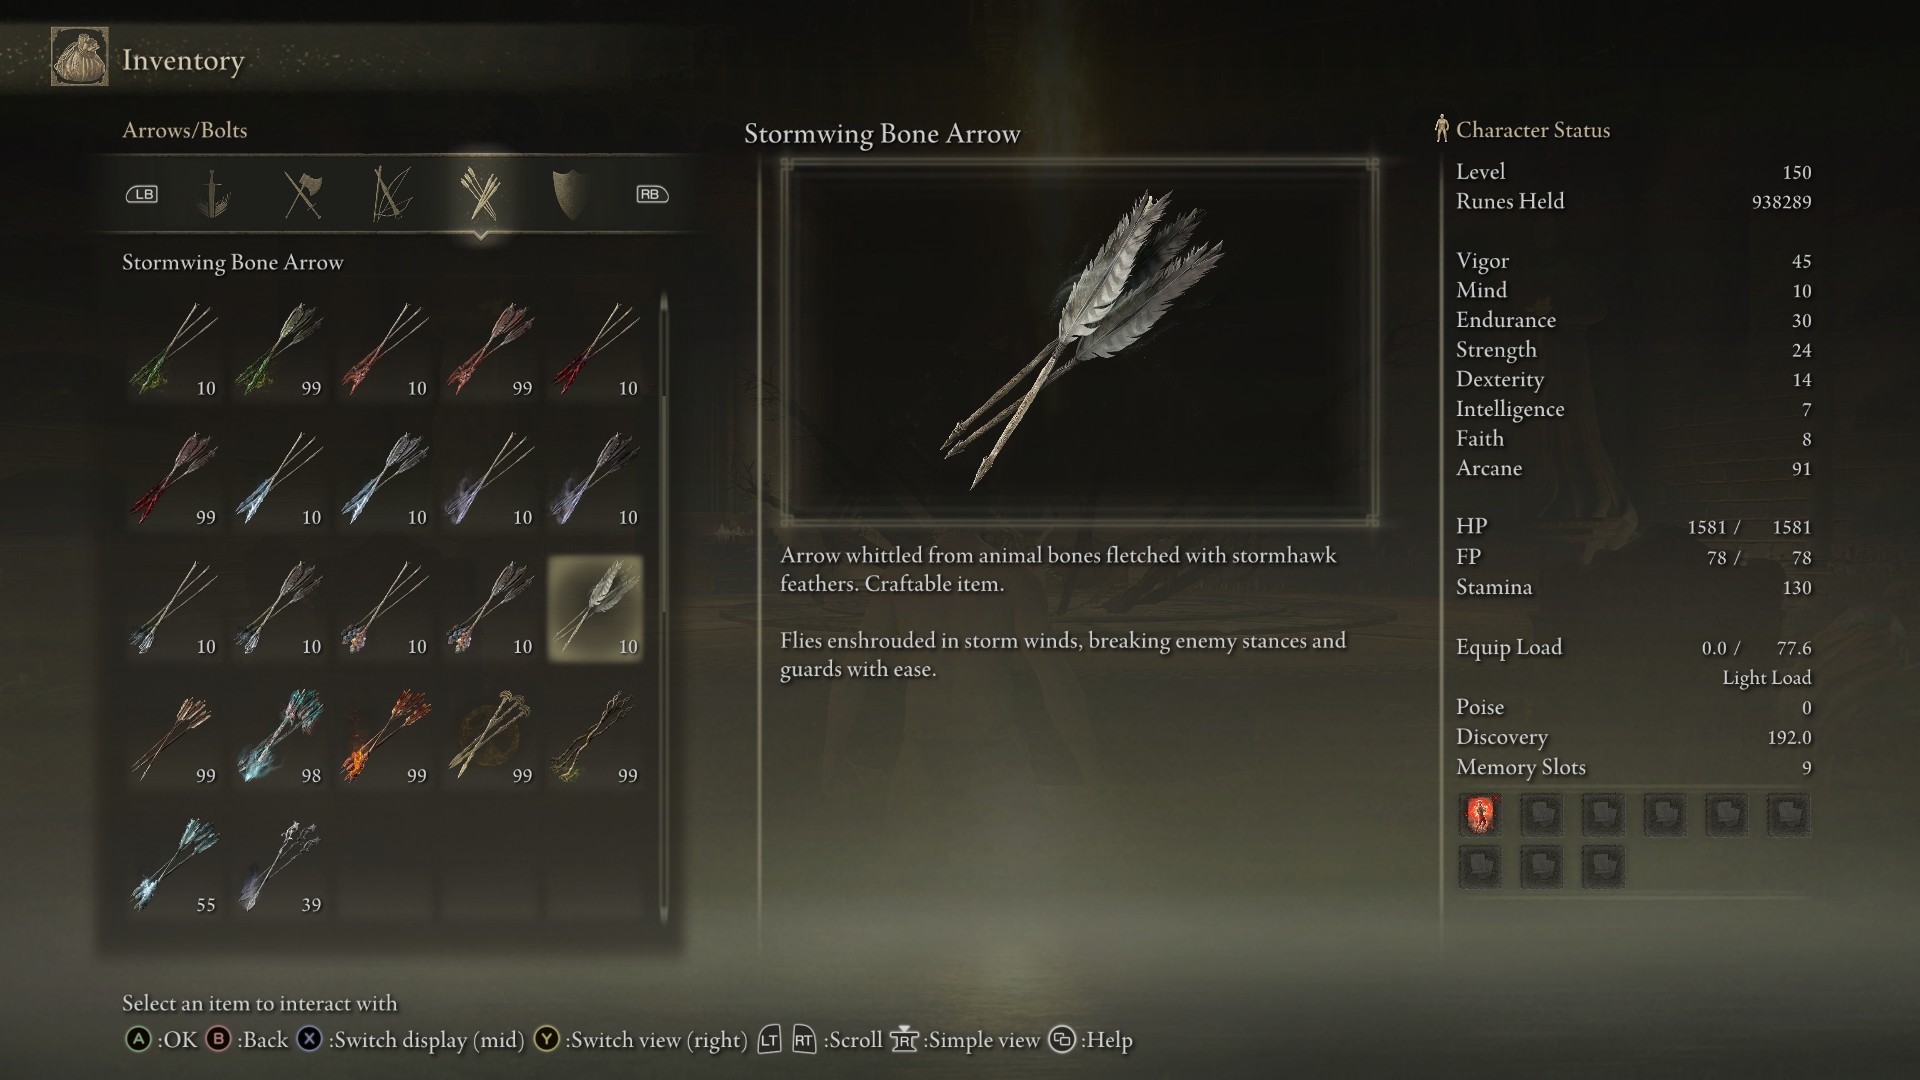 Inventory
Arrows/Bolts
LB
RB
Stormwing Bone Arrow
10 99 10 99 10
99 10 10 10 10
10 10 10 10 10
99 98 99 99 99
55 39
Stormwing Bone Arrow
Arrow whittled from animal bones fletched with stormhawk
feathers. Craftable item.
Flies enshrouded in storm winds, breaking enemy stances and
guards with ease.
Character Status
Level 150
Runes Held 938289
Vigor 45
Mind 10
Endurance 30
Strength 24
Dexterity 14
Intelligence 7
Faith 8
Arcane 91
HP 1581 / 1581
FP 78 / 78
Stamina 130
Equip Load 0.0 / 77.6
Light Load
Poise 0
Discovery 192.0
Memory Slots 9
Select an item to interact with
A :OK B :Back X :Switch display (mid) Y :Switch view (right) LT RT :Scroll R :Simple view :Help